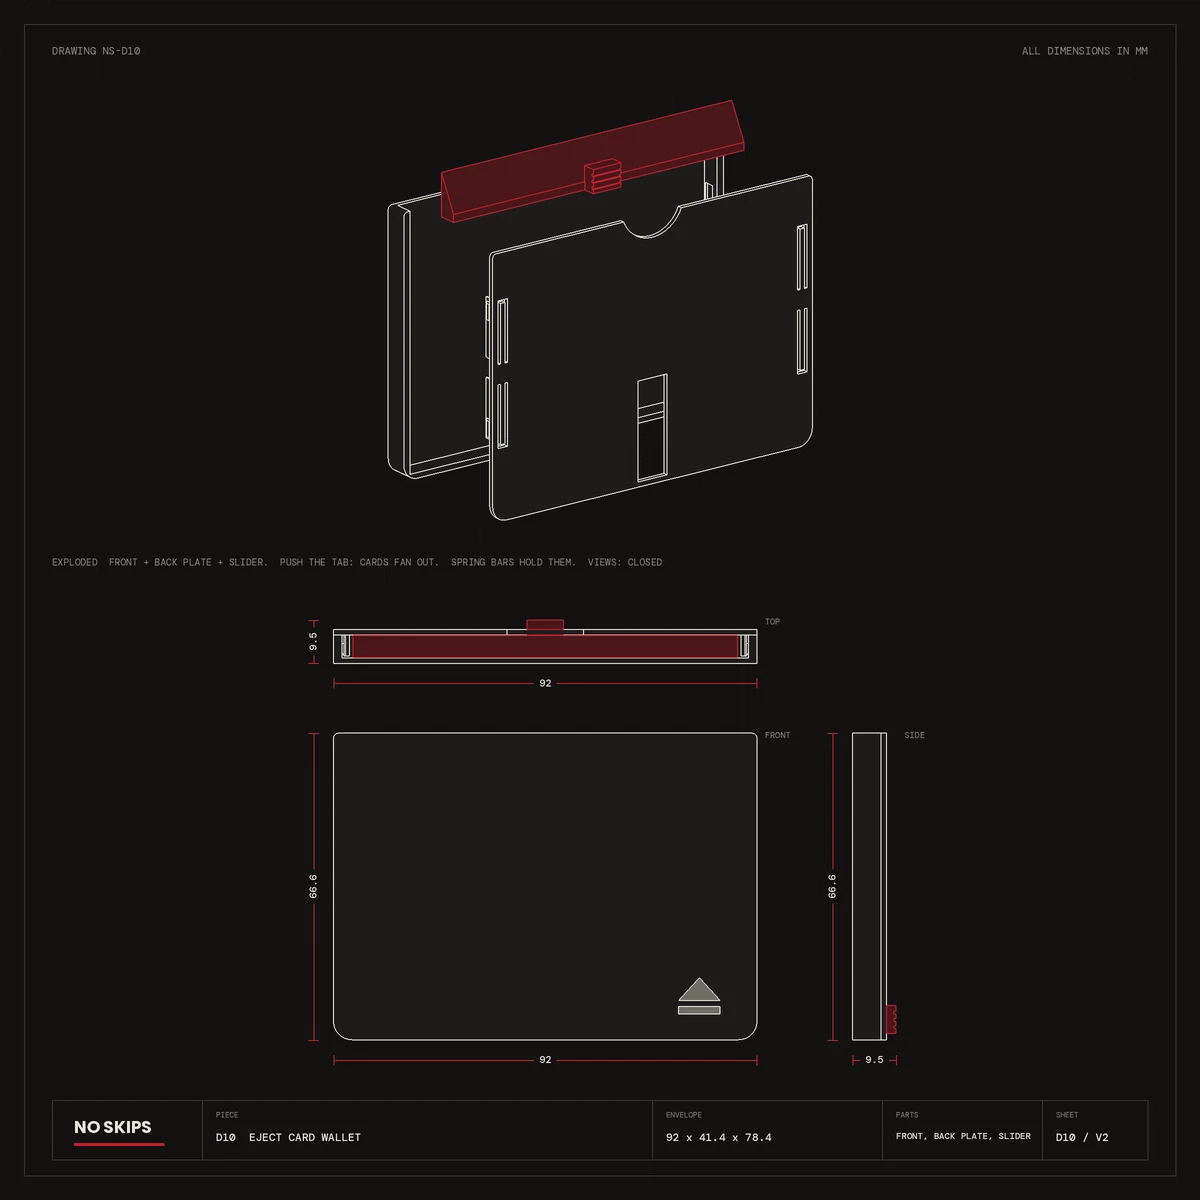 DRAWING NS-D10
ALL DIMENSIONS IN MM
EXPLODED  FRONT + BACK PLATE + SLIDER.  PUSH THE TAB: CARDS FAN OUT.  SPRING BARS HOLD THEM.  VIEWS: CLOSED
TOP
9.5
92
FRONT
SIDE
66.6
66.6
92
9.5
NO SKIPS
PIECE
D10  EJECT CARD WALLET
ENVELOPE
92 x 41.4 x 78.4
PARTS
FRONT, BACK PLATE, SLIDER
SHEET
D10 / V2